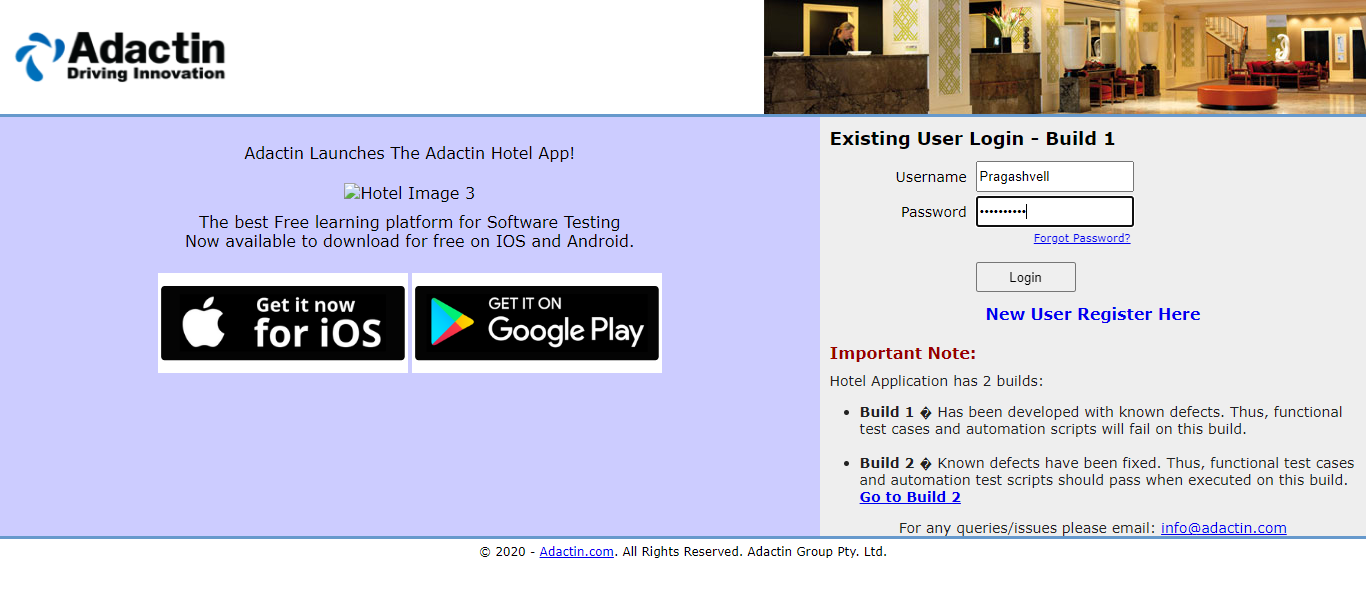 Adactin
Driving Innovation
Adactin Launches The Adactin Hotel App!
Hotel Image 3
The best Free learning platform for Software Testing
Now available to download for free on IOS and Android.
Get it now
for iOS
GET IT ON
Google Play
Existing User Login - Build 1
Username Pragashvell
Password ••••••••••
Forgot Password?
Login
New User Register Here
Important Note:
Hotel Application has 2 builds:
• Build 1 � Has been developed with known defects. Thus, functional
test cases and automation scripts will fail on this build.
• Build 2 � Known defects have been fixed. Thus, functional test cases
and automation test scripts should pass when executed on this build.
Go to Build 2
For any queries/issues please email: info@adactin.com
© 2020 - Adactin.com. All Rights Reserved. Adactin Group Pty. Ltd.